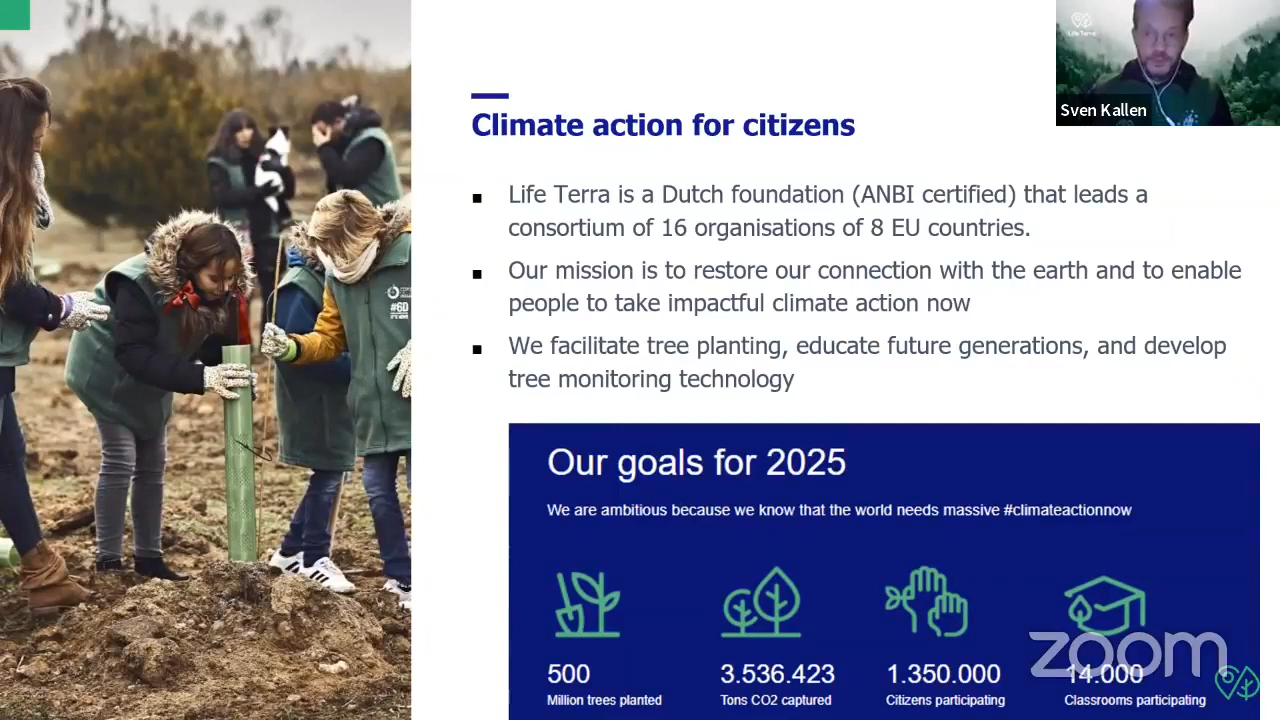 Life Terra
Sven Kallen
Climate action for citizens
Life Terra is a Dutch foundation (ANBI certified) that leads a
consortium of 16 organisations of 8 EU countries.
Our mission is to restore our connection with the earth and to enable
people to take impactful climate action now
We facilitate tree planting, educate future generations, and develop
tree monitoring technology
#6D
Our goals for 2025
We are ambitious because we know that the world needs massive #climateactionnow
500
Million trees planted
3.536.423
Tons CO2 captured
1.350.000
Citizens participating
14.000
Classrooms participating
zoom